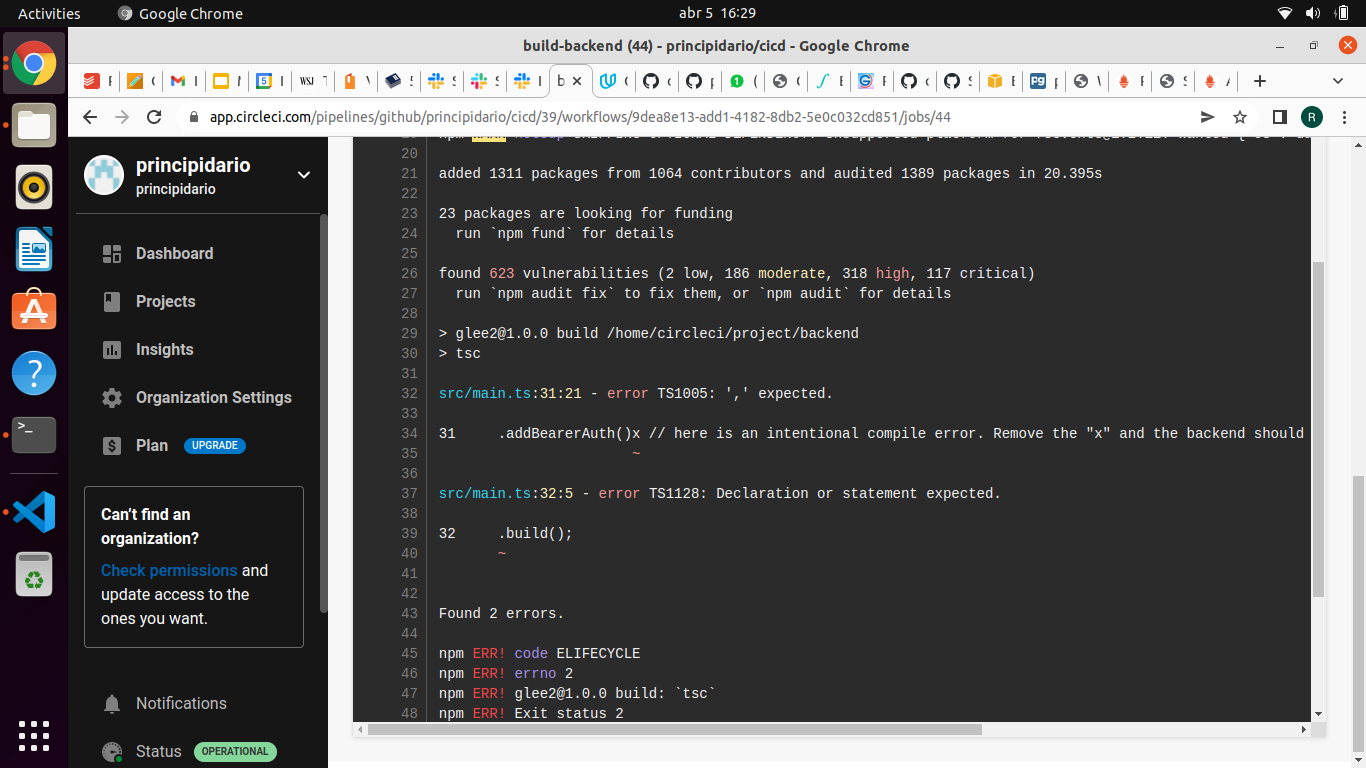 Activities
Google Chrome
abr 5 16:29
build-backend (44) - principidario/cicd - Google Chrome
app.circleci.com/pipelines/github/principidario/cicd/39/workflows/9dea8e13-add1-4182-8db2-5e0c032cd851/jobs/44
R
principidario
principidario
Dashboard
Projects
Insights
Organization Settings
Plan UPGRADE
Can't find an
organization?
Check permissions and
update access to the
ones you want.
Notifications
Status OPERATIONAL
20
21 added 1311 packages from 1064 contributors and audited 1389 packages in 20.395s
22
23 23 packages are looking for funding
24 run `npm fund` for details
25
26 found 623 vulnerabilities (2 low, 186 moderate, 318 high, 117 critical)
27 run `npm audit fix` to fix them, or `npm audit` for details
28
29 > glee2@1.0.0 build /home/circleci/project/backend
30 > tsc
31
32 src/main.ts:31:21 - error TS1005: ',' expected.
33
34 31 .addBearerAuth()x // here is an intentional compile error. Remove the "x" and the backend should
35 ~
36
37 src/main.ts:32:5 - error TS1128: Declaration or statement expected.
38
39 32 .build();
40 ~
41
42
43 Found 2 errors.
44
45 npm ERR! code ELIFECYCLE
46 npm ERR! errno 2
47 npm ERR! glee2@1.0.0 build: `tsc`
48 npm ERR! Exit status 2